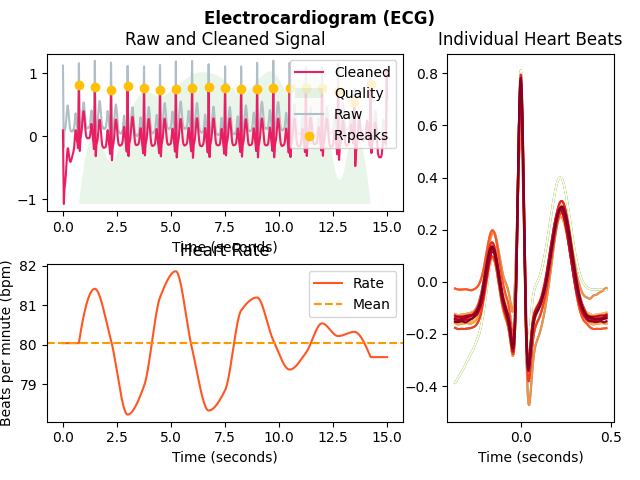 Electrocardiogram (ECG)
Raw and Cleaned Signal
1
0
−1
0.0 2.5 5.0 7.5 10.0 12.5 15.0
Time (seconds)
Cleaned
Quality
Raw
R-peaks
Heart Rate
82
81
80
79
Beats per minute (bpm)
0.0 2.5 5.0 7.5 10.0 12.5 15.0
Time (seconds)
Rate
Mean
Individual Heart Beats
0.8
0.6
0.4
0.2
0.0
−0.2
−0.4
0.0 0.5
Time (seconds)